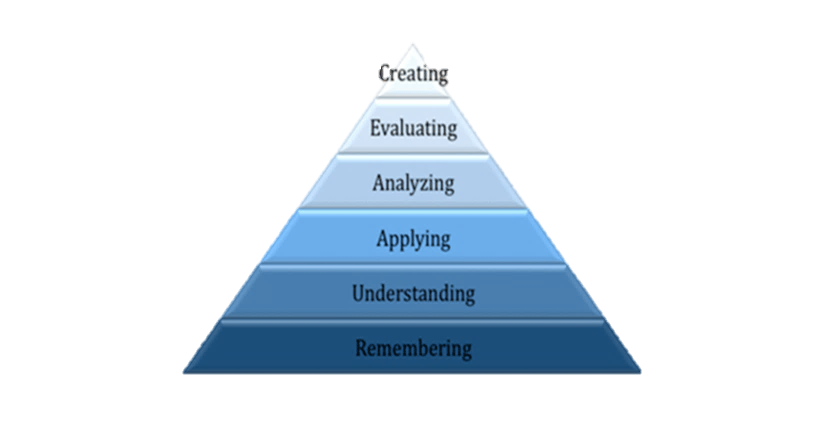 Creating
Evaluating
Analyzing
Applying
Understanding
Remembering